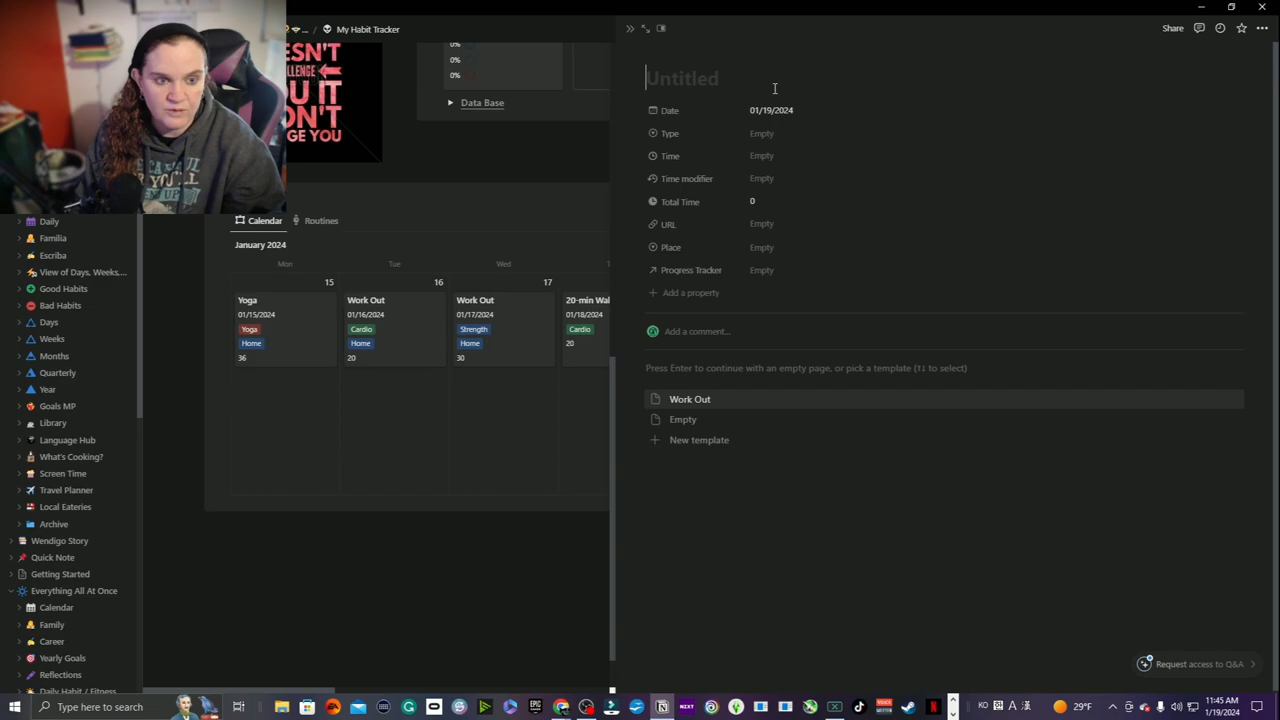 ... / My Habit Tracker
Share
0%
0%
0%
Data Base
Untitled
Date 01/19/2024
Type Empty
Time Empty
Time modifier Empty
Total Time 0
URL Empty
Place Empty
Progress Tracker Empty
Add a property
Add a comment...
Press Enter to continue with an empty page, or pick a template (↑↓ to select)
Work Out
Empty
New template
Request access to Q&A
Calendar Routines
January 2024
Mon Tue Wed
15 16 17
Yoga
01/15/2024
Yoga
Home
36
Work Out
01/16/2024
Cardio
Home
20
Work Out
01/17/2024
Strength
Home
30
20-min Wal
01/18/2024
Cardio
20
Daily
Familia
Escriba
View of Days, Weeks,...
Good Habits
Bad Habits
Days
Weeks
Months
Quarterly
Year
Goals MP
Library
Language Hub
What's Cooking?
Screen Time
Travel Planner
Local Eateries
Archive
Wendigo Story
Quick Note
Getting Started
Everything All At Once
Calendar
Family
Career
Yearly Goals
Reflections
Daily Habit / Fitness
Type here to search
NZXT
EPIC
29°F
KO
11:45 AM
1/19/2024